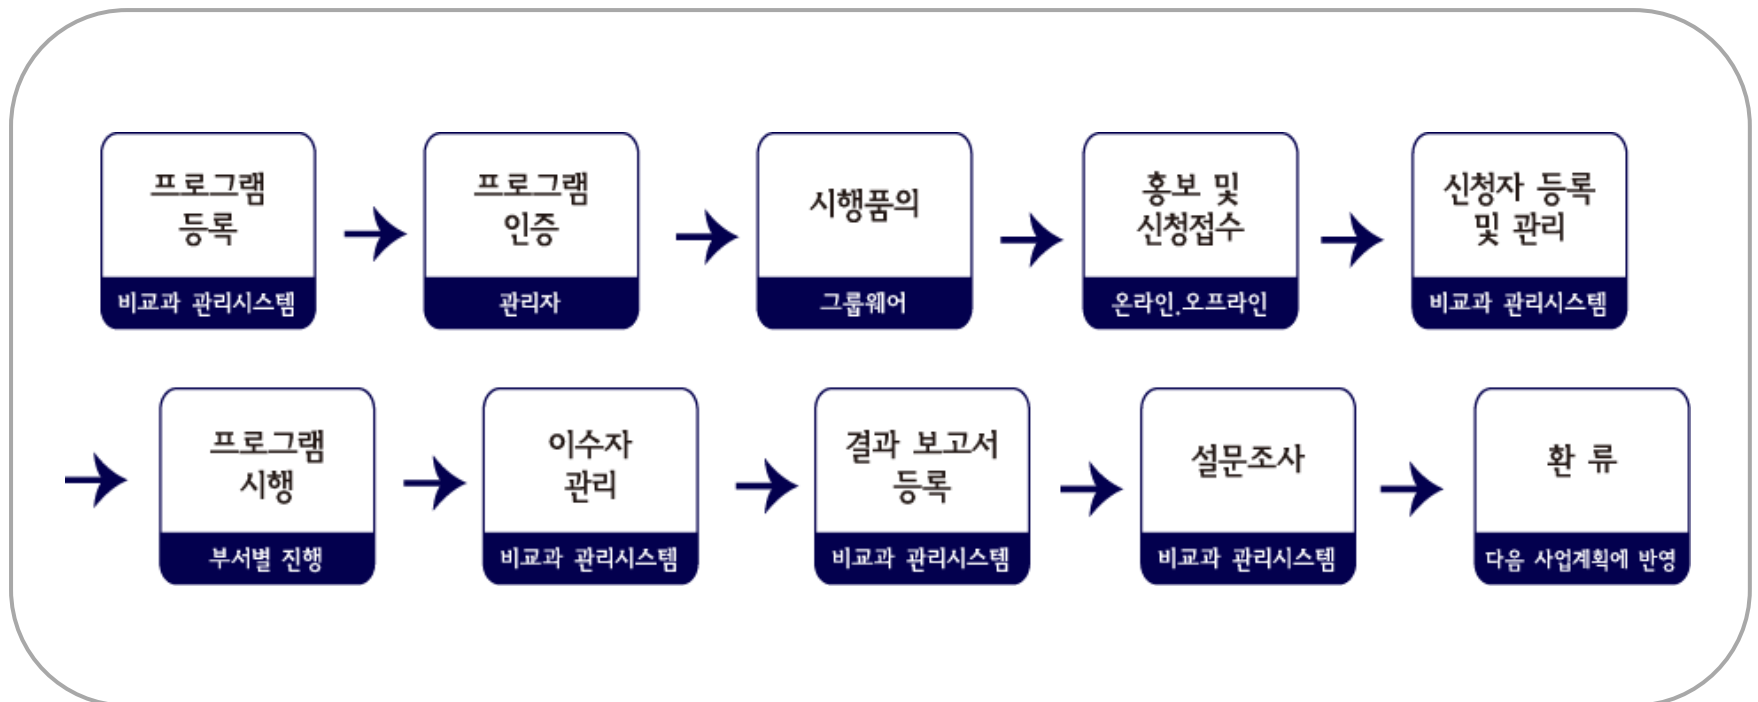 프로그램
등록
비교과 관리시스템
프로그램
인증
관리자
시행품의
그룹웨어
홍보 및
신청접수
온라인.오프라인
신청자 등록
및 관리
비교과 관리시스템
프로그램
시행
부서별 진행
이수자
관리
비교과 관리시스템
결과 보고서
등록
비교과 관리시스템
설문조사
비교과 관리시스템
환 류
다음 사업계획에 반영